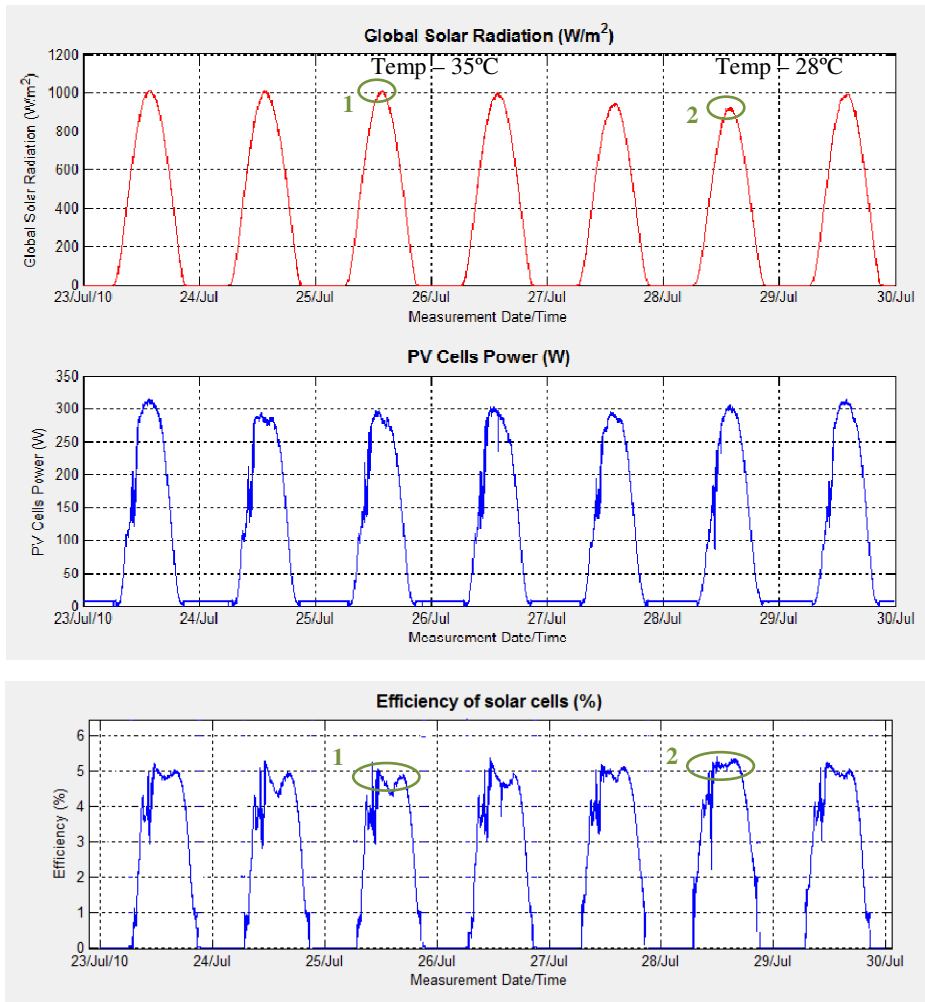 Global Solar Radiation (W/m²)
Temp – 35ºC
Temp – 28ºC
1
2
Global Solar Radiation (W/m²)
1200
1000
800
600
400
200
0
23/Jul/10
24/Jul
25/Jul
26/Jul
27/Jul
28/Jul
29/Jul
30/Jul
Measurement Date/Time
PV Cells Power (W)
PV Cells Power (W)
350
300
250
200
150
100
50
0
23/Jul/10
24/Jul
25/Jul
26/Jul
27/Jul
28/Jul
29/Jul
30/Jul
Measurement Date/Time
Efficiency of solar cells (%)
1
2
Efficiency (%)
6
5
4
3
2
1
0
23/Jul/10
24/Jul
25/Jul
26/Jul
27/Jul
28/Jul
29/Jul
30/Jul
Measurement Date/Time